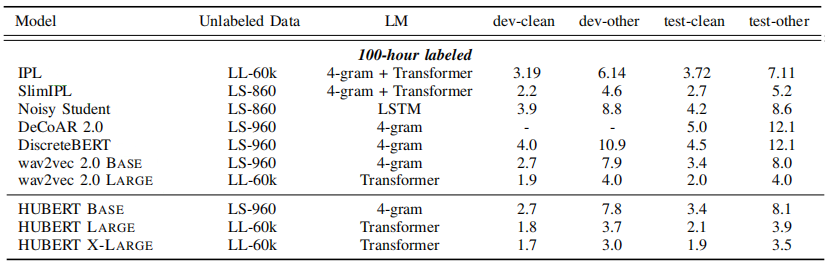 Model Unlabeled Data LM dev-clean dev-other test-clean test-other
100-hour labeled
IPL LL-60k 4-gram + Transformer 3.19 6.14 3.72 7.11
SlimIPL LS-860 4-gram + Transformer 2.2 4.6 2.7 5.2
Noisy Student LS-860 LSTM 3.9 8.8 4.2 8.6
DeCoAR 2.0 LS-960 4-gram - - 5.0 12.1
DiscreteBERT LS-960 4-gram 4.0 10.9 4.5 12.1
wav2vec 2.0 BASE LS-960 4-gram 2.7 7.9 3.4 8.0
wav2vec 2.0 LARGE LL-60k Transformer 1.9 4.0 2.0 4.0
HUBERT BASE LS-960 4-gram 2.7 7.8 3.4 8.1
HUBERT LARGE LL-60k Transformer 1.8 3.7 2.1 3.9
HUBERT X-LARGE LL-60k Transformer 1.7 3.0 1.9 3.5